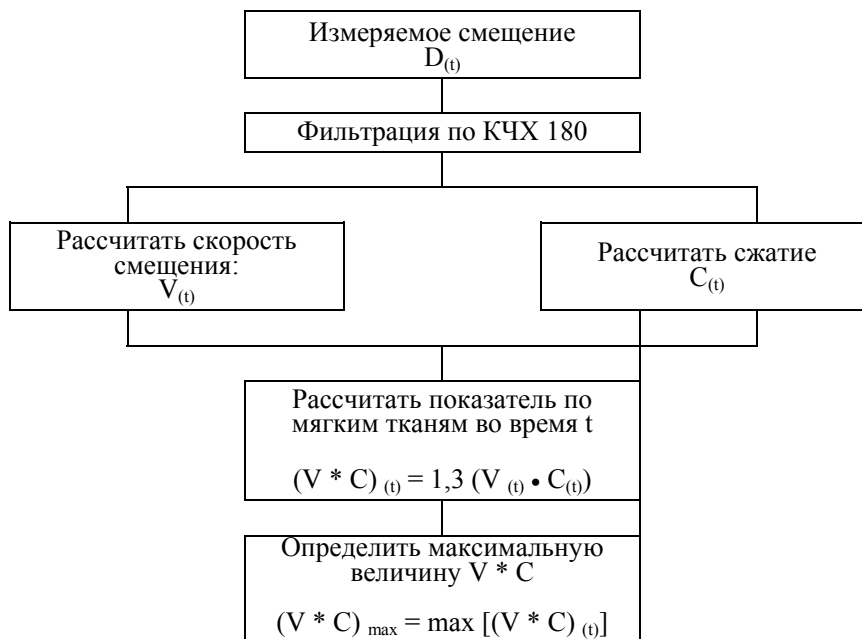 Измеряемое смещение
D(t)
Фильтрация по КЧХ 180
Рассчитать скорость
смещения:
V(t)
Рассчитать сжатие
C(t)
Рассчитать показатель по
мягким тканям во время t
(V * C) (t) = 1,3 (V (t) • C(t))
Определить максимальную
величину V * C
(V * C) max = max [(V * C) (t)]